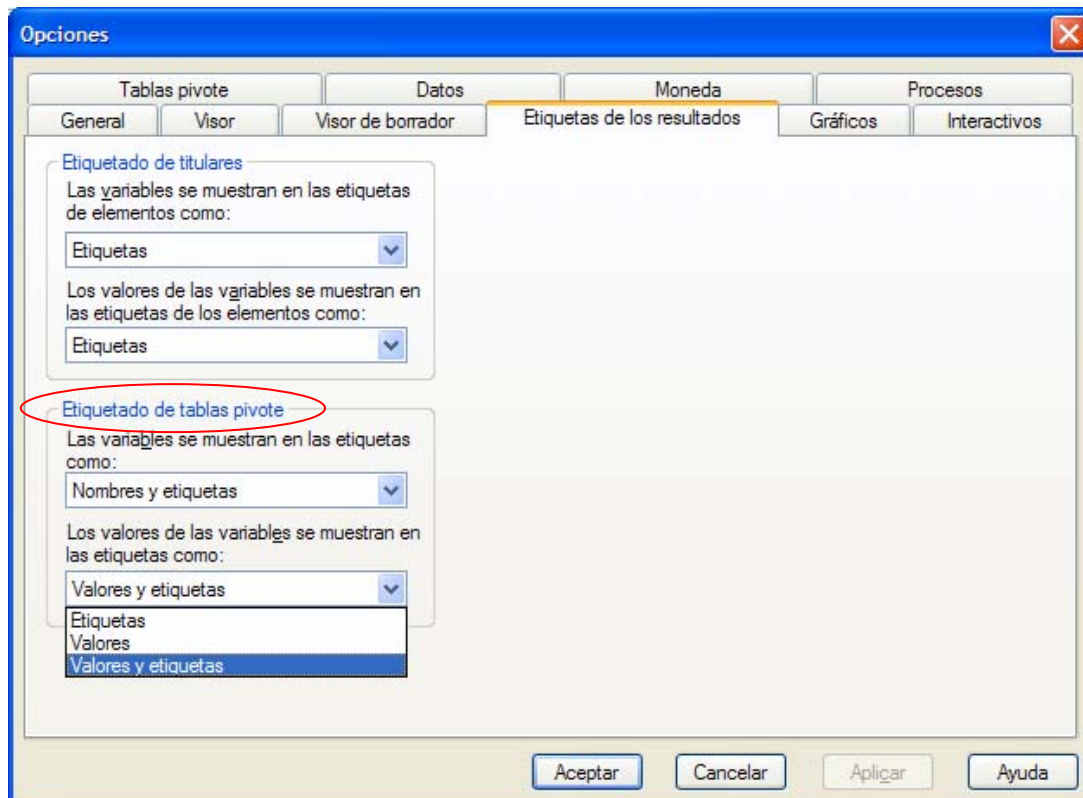 Opciones
Tablas pivote
Datos
Moneda
Procesos
General
Visor
Visor de borrador
Etiquetas de los resultados
Gráficos
Interactivos
Etiquetado de titulares
Las variables se muestran en las etiquetas
de elementos como:
Etiquetas
Los valores de las variables se muestran en
las etiquetas de los elementos como:
Etiquetas
Etiquetado de tablas pivote
Las variables se muestran en las etiquetas
como:
Nombres y etiquetas
Los valores de las variables se muestran en
las etiquetas como:
Valores y etiquetas
Etiquetas
Valores
Valores y etiquetas
Aceptar
Cancelar
Aplicar
Ayuda